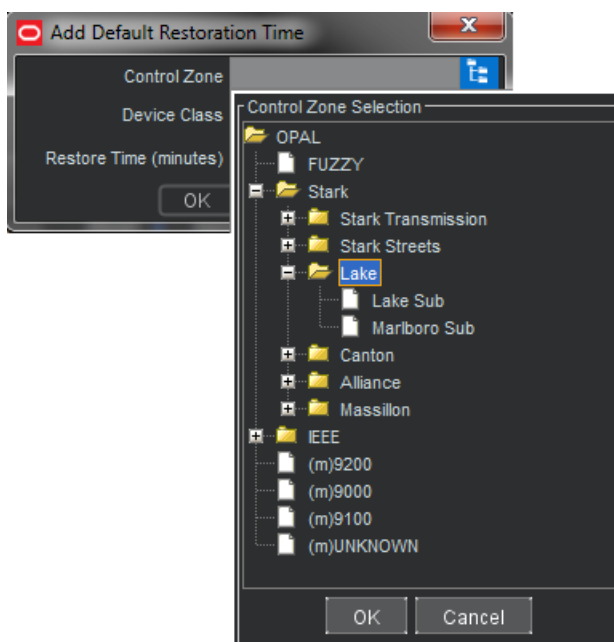 Add Default Restoration Time
Control Zone
Device Class
Restore Time (minutes)
OK
Control Zone Selection
OPAL
FUZZY
Stark
Stark Transmission
Stark Streets
Lake
Lake Sub
Marlboro Sub
Canton
Alliance
Massillon
IEEE
(m)9200
(m)9000
(m)9100
(m)UNKNOWN
OK Cancel